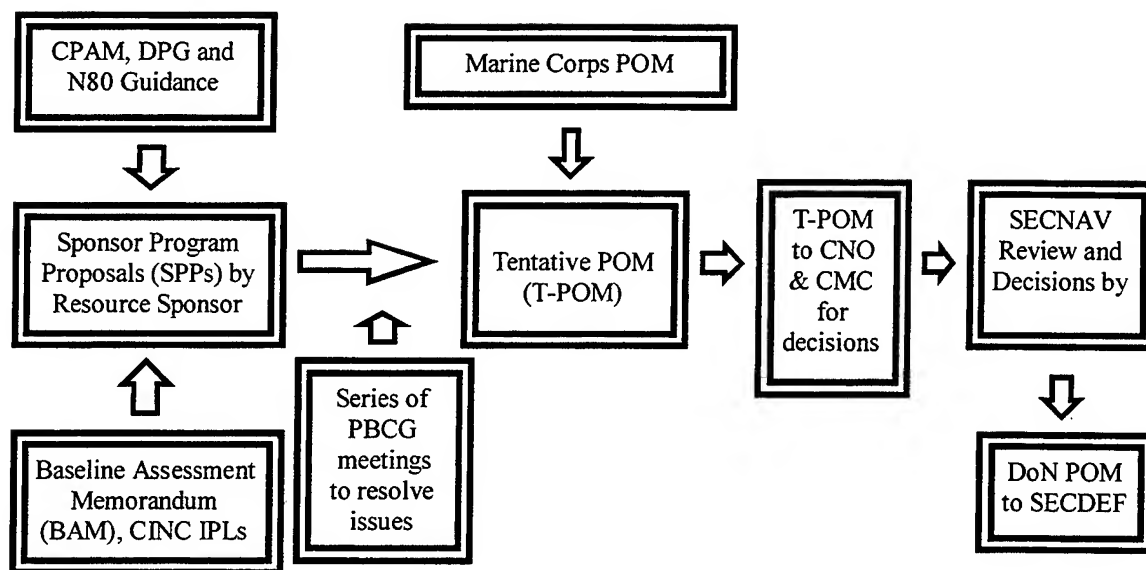 CPAM, DPG and
N80 Guidance
Marine Corps POM
Sponsor Program
Proposals (SPPs) by
Resource Sponsor
Tentative POM
(T-POM)
T-POM
to CNO
& CMC
for
decisions
SECNAV
Review and
Decisions by
Baseline Assessment
Memorandum
(BAM), CINC IPLs
Series of
PBCG
meetings
to resolve
issues
DoN POM
to SECDEF